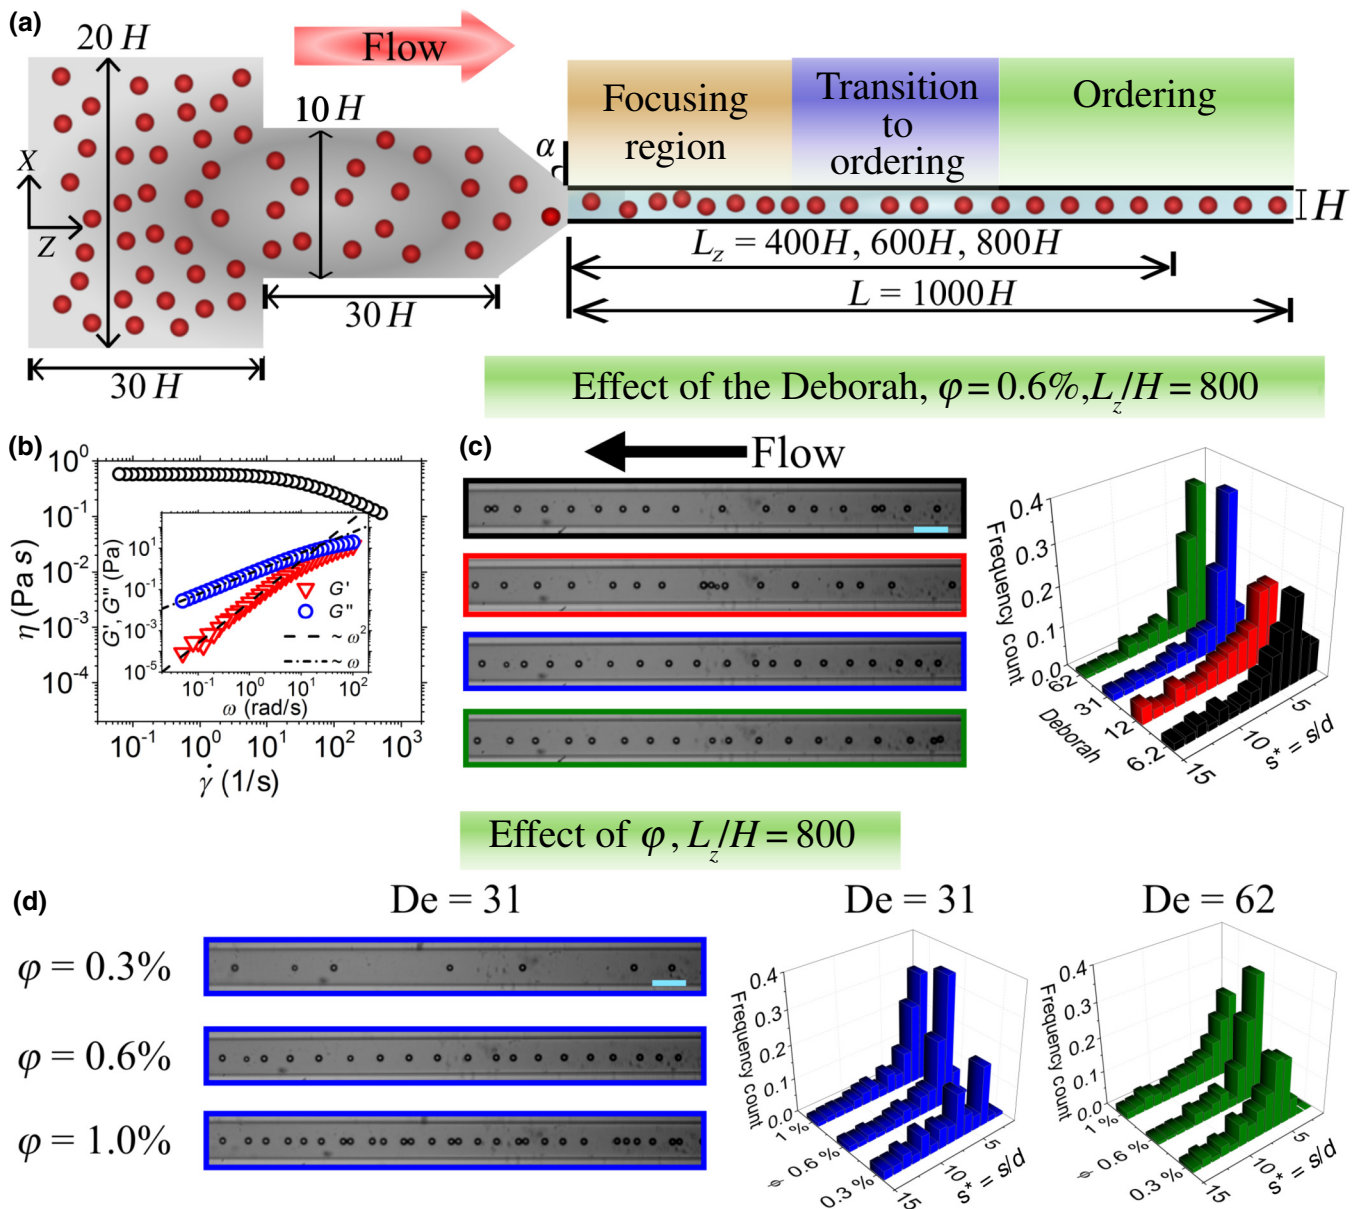 (a)
20 H
Flow
10 H
X
Z
30 H
30 H
α
Focusing
region
Transition
to
ordering
Ordering
H
L_z = 400H, 600H, 800H
L = 1000H
Effect of the Deborah, φ = 0.6%, L_z/H = 800
(b)
10^0
10^-1
10^-2
10^-3
10^-4
η (Pa s)
10^-1 10^0 10^1 10^2 10^3
γ̇ (1/s)
G', G'' (Pa)
10^1
10^-1
10^-3
10^-5
G'
G''
~ ω^2
~ ω
10^-1 10^0 10^1 10^2
ω (rad/s)
(c)
Flow
Frequency count
0.4
0.3
0.2
0.1
0.0
62
31
12
6.2
Deborah
15
10
5
s* = s/d
Effect of φ, L_z/H = 800
(d)
De = 31
De = 31
De = 62
φ = 0.3%
φ = 0.6%
φ = 1.0%
Frequency count
0.4
0.3
0.2
0.1
0.0
1 %
ϕ 0.6 %
0.3 %
15
10
5
s* = s/d
Frequency count
0.4
0.3
0.2
0.1
0.0
1 %
ϕ 0.6 %
0.3 %
15
10
5
s* = s/d